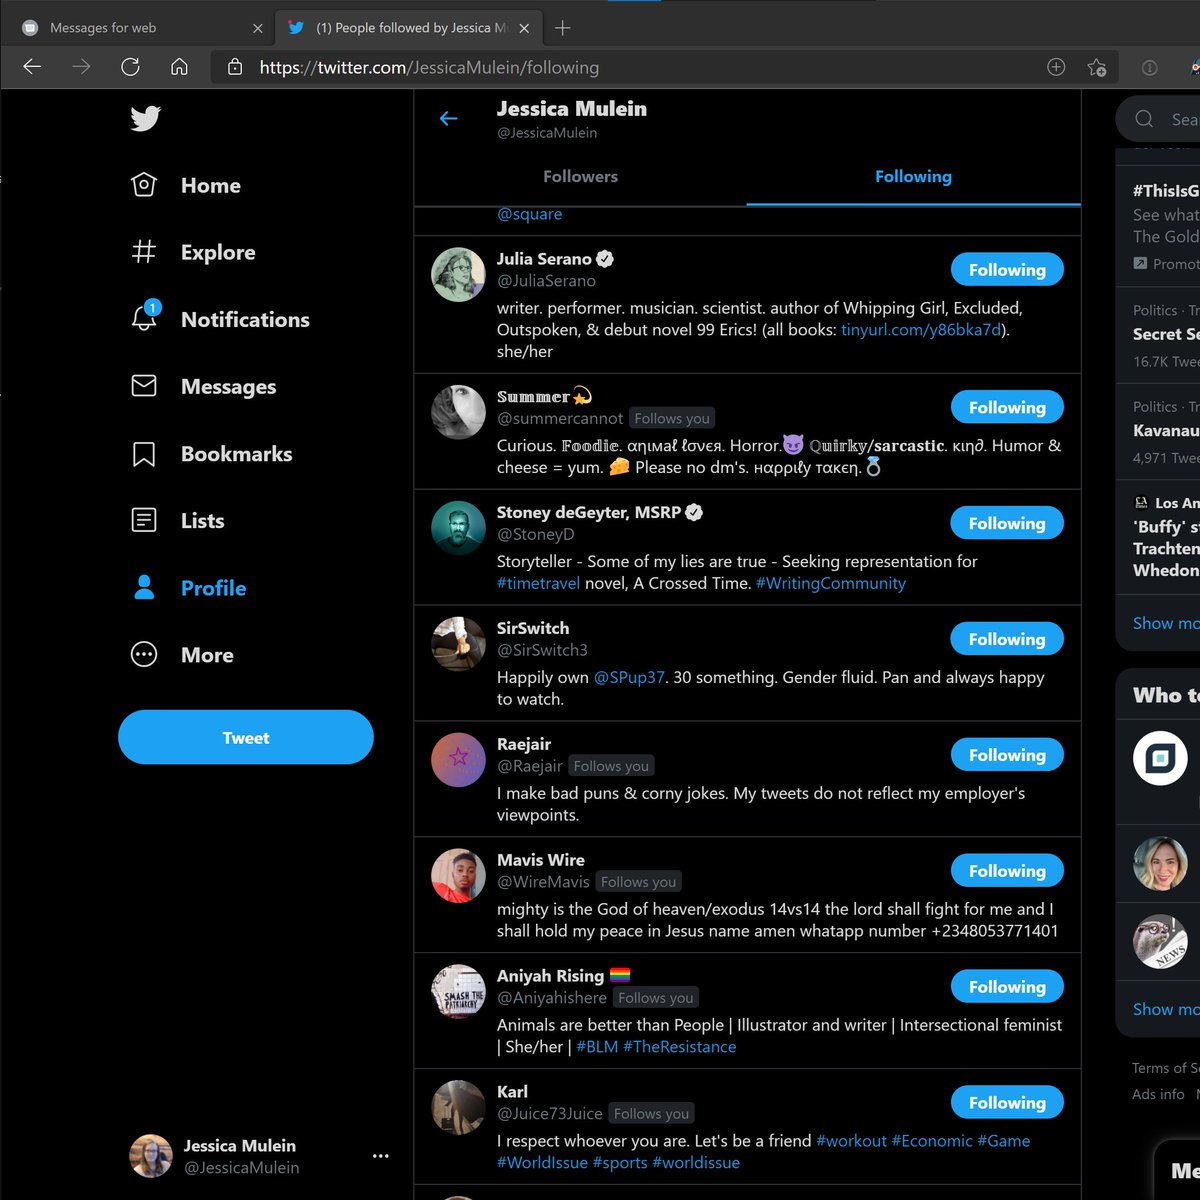 Messages for web
(1) People followed by Jessica M
https://twitter.com/JessicaMulein/following
Home
Explore
1
Notifications
Messages
Bookmarks
Lists
Profile
More
Tweet
Jessica Mulein
@JessicaMulein
Jessica Mulein
@JessicaMulein
Followers
Following
@square
Julia Serano
@JuliaSerano
Following
writer. performer. musician. scientist. author of Whipping Girl, Excluded,
Outspoken, & debut novel 99 Erics! (all books: tinyurl.com/y86bka7d).
she/her
𝕊𝕦𝕞𝕞𝕖𝕣💫
@summercannot Follows you
Following
Curious. 𝔽𝕠𝕠𝕕𝕚𝕖. αηιмαℓ ℓσνєя. Horror.😈 ℚ𝕦𝕚𝕣𝕜𝕪/𝐬𝐚𝐫𝐜𝐚𝐬𝐭𝐢𝐜. кιη∂. Humor &
cheese = yum. 🧀 Please no dm's. нαρριℓу тαкєη.💍
Stoney deGeyter, MSRP
@StoneyD
Following
Storyteller - Some of my lies are true - Seeking representation for
#timetravel novel, A Crossed Time. #WritingCommunity
SirSwitch
@SirSwitch3
Following
Happily own @SPup37. 30 something. Gender fluid. Pan and always happy
to watch.
Raejair
@Raejair Follows you
Following
I make bad puns & corny jokes. My tweets do not reflect my employer's
viewpoints.
Mavis Wire
@WireMavis Follows you
Following
mighty is the God of heaven/exodus 14vs14 the lord shall fight for me and I
shall hold my peace in Jesus name amen whatapp number +2348053771401
Aniyah Rising 🏳️‍🌈
@Aniyahishere Follows you
Following
SMASH THE
PATRIARCHY
Animals are better than People | Illustrator and writer | Intersectional feminist
| She/her | #BLM #TheResistance
Karl
@Juice73Juice Follows you
Following
I respect whoever you are. Let's be a friend #workout #Economic #Game
#WorldIssue #sports #worldissue
Sea
#ThisIsG
See what
The Gold
Promot
Politics · Tr
Secret Se
16.7K Twee
Politics · Tr
Kavanau
4,971 Twee
Los An
'Buffy' s
Trachten
Whedon
Show mo
Who to
NEWS
Show mo
Terms of S
Ads info
Me